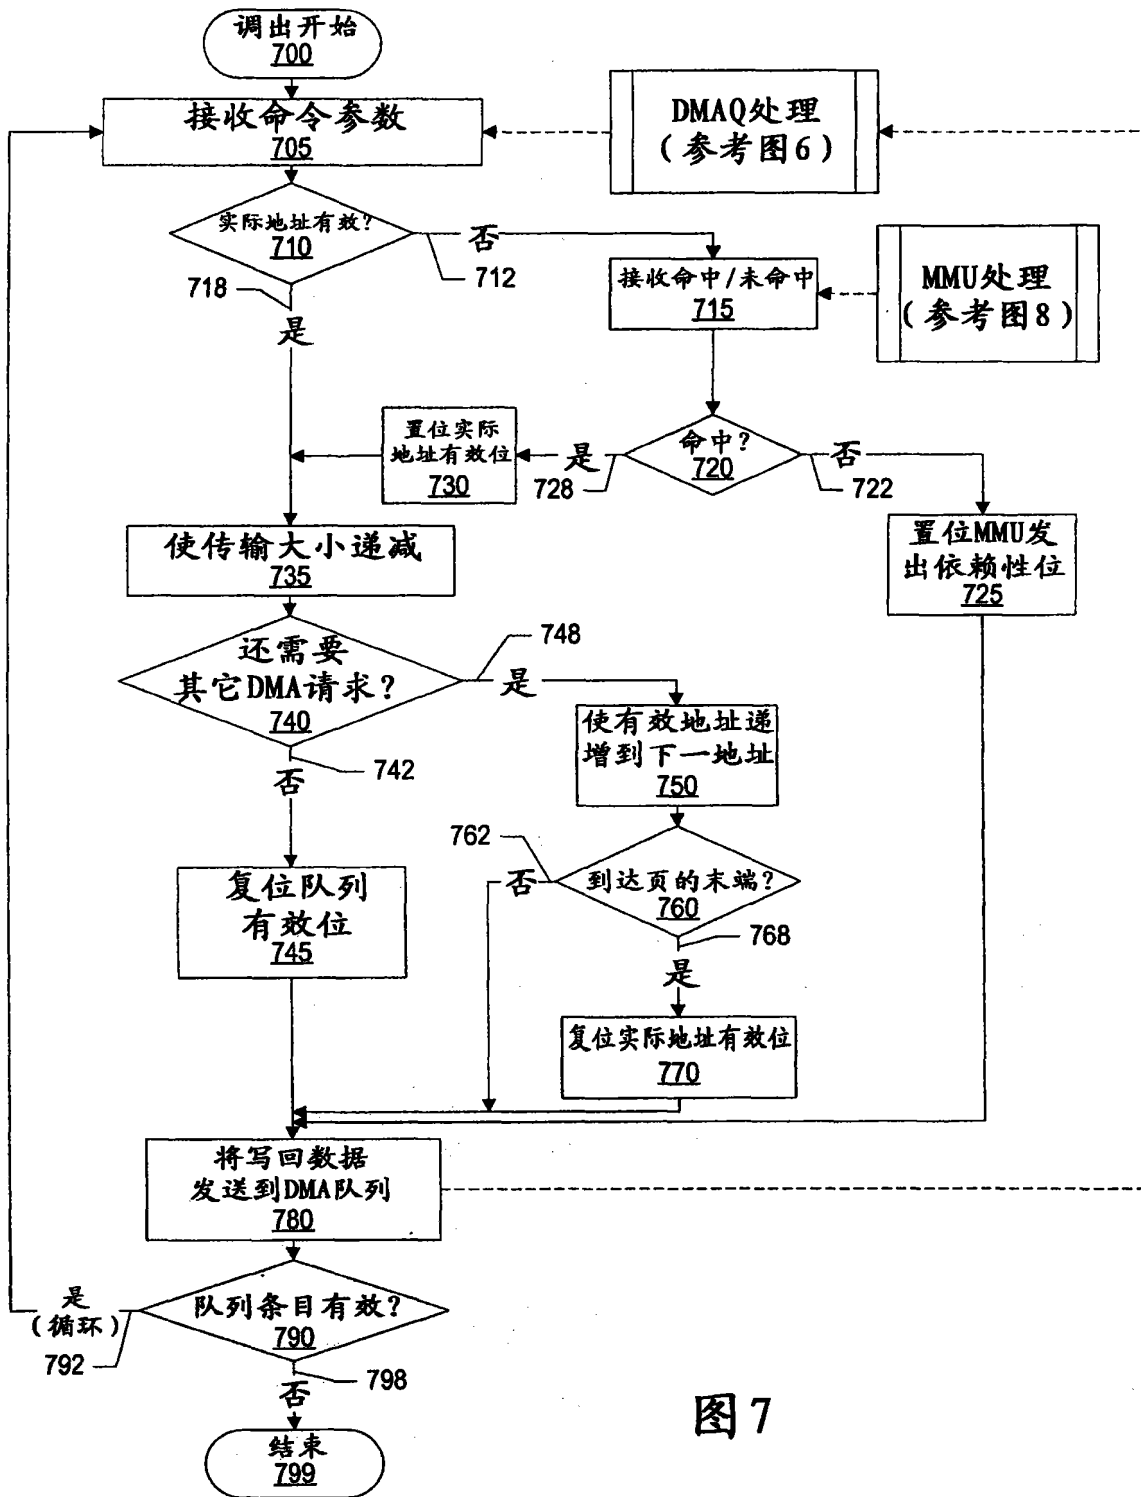 调出开始
700
接收命令参数
705
DMAQ处理
(参考图6)
实际地址有效?
710
否
712
718
是
接收命中/未命中
715
MMU处理
(参考图8)
命中?
720
是
728
否
722
置位实际
地址有效位
730
置位MMU发
出依赖性位
725
使传输大小递减
735
还需要
其它DMA请求?
740
748
是
742
否
使有效地址递
增到下一地址
750
762
否
到达页的末端?
760
768
是
复位队列
有效位
745
复位实际地址有效位
770
将写回数据
发送到DMA队列
780
队列条目有效?
790
是
(循环)
792
798
否
结束
799
图7